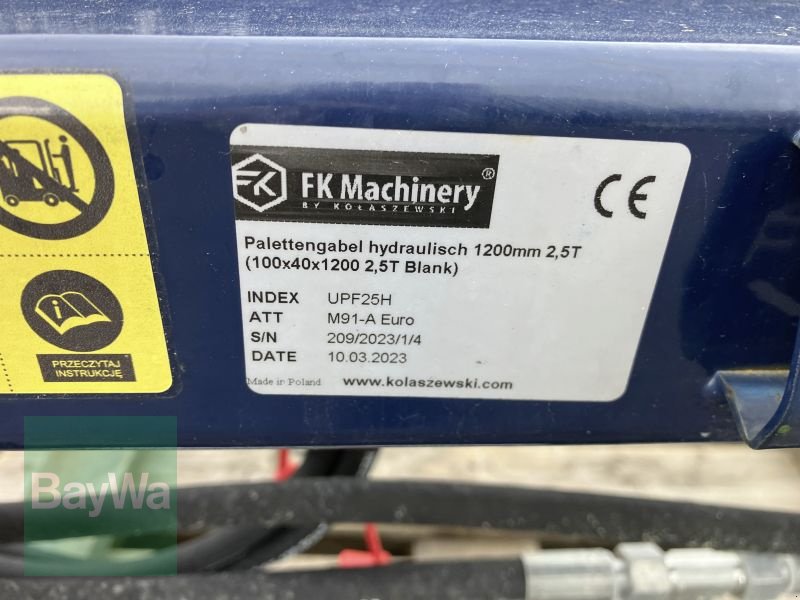 FK
FK Machinery®
BY KOŁASZEWSKI
CE
Palettengabel hydraulisch 1200mm 2,5T
(100x40x1200 2,5T Blank)
INDEX UPF25H
ATT M91-A Euro
S/N 209/2023/1/4
DATE 10.03.2023
Made in Poland www.kolaszewski.com
i
PRZECZYTAJ
INSTRUKCJĘ
BayWa